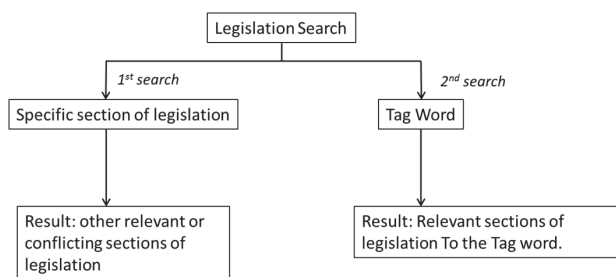 Legislation Search
1st search
2nd search
Specific section of legislation
Tag Word
Result: other relevant or
conflicting sections of
legislation
Result: Relevant sections of
legislation To the Tag word.